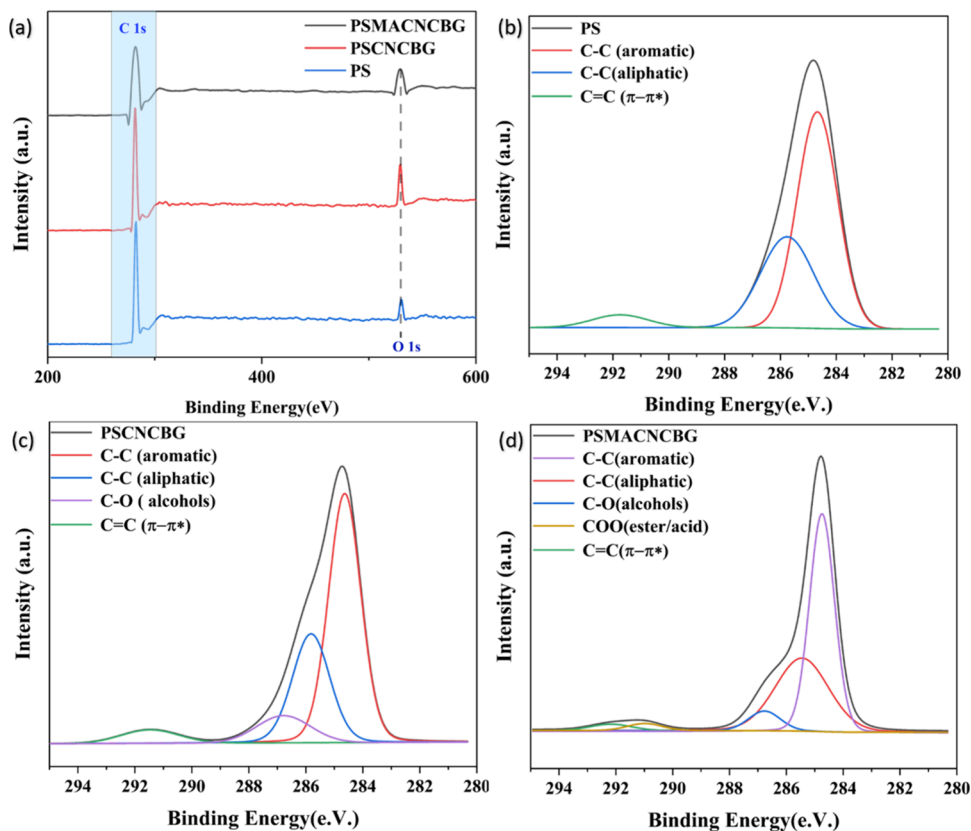 (a)
C 1s
PSMACNCBG
PSCNCBG
PS
O 1s
Intensity (a.u.)
200
400
600
Binding Energy(eV)
(b)
PS
C-C (aromatic)
C-C(aliphatic)
C=C (π–π*)
Intensity (a.u.)
294
292
290
288
286
284
282
280
Binding Energy(e.V.)
(c)
PSCNCBG
C-C (aromatic)
C-C (aliphatic)
C-O ( alcohols)
C=C (π–π*)
Intensity (a.u.)
294
292
290
288
286
284
282
280
Binding Energy(e.V.)
(d)
PSMACNCBG
C-C(aromatic)
C-C(aliphatic)
C-O(alcohols)
COO(ester/acid)
C=C(π–π*)
Intensity (a.u.)
294
292
290
288
286
284
282
280
Binding Energy(e.V.)